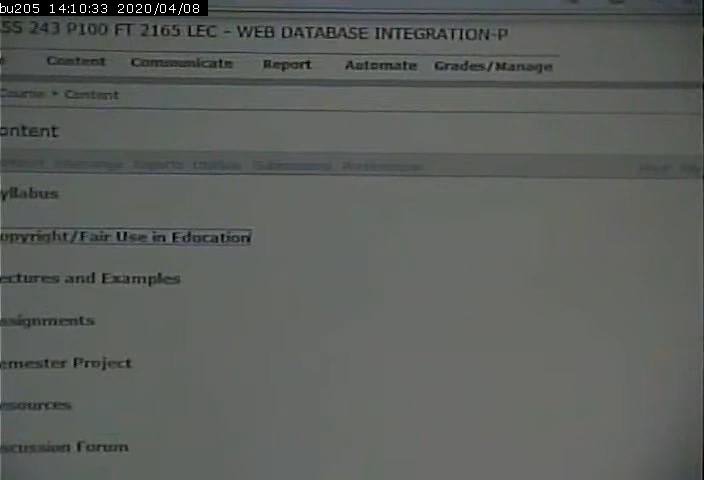 bu205 14:10:33 2020/04/08
SS 243 P100 FT 2165 LEC - WEB DATABASE INTEGRATION-P
Content Communicate Report Automate Grades/Manage
Course Content
ontent
yllabus
opyright/Fair Use in Edocation
ectures and Examples
ssignments
emester Project
esources
scussion Forum